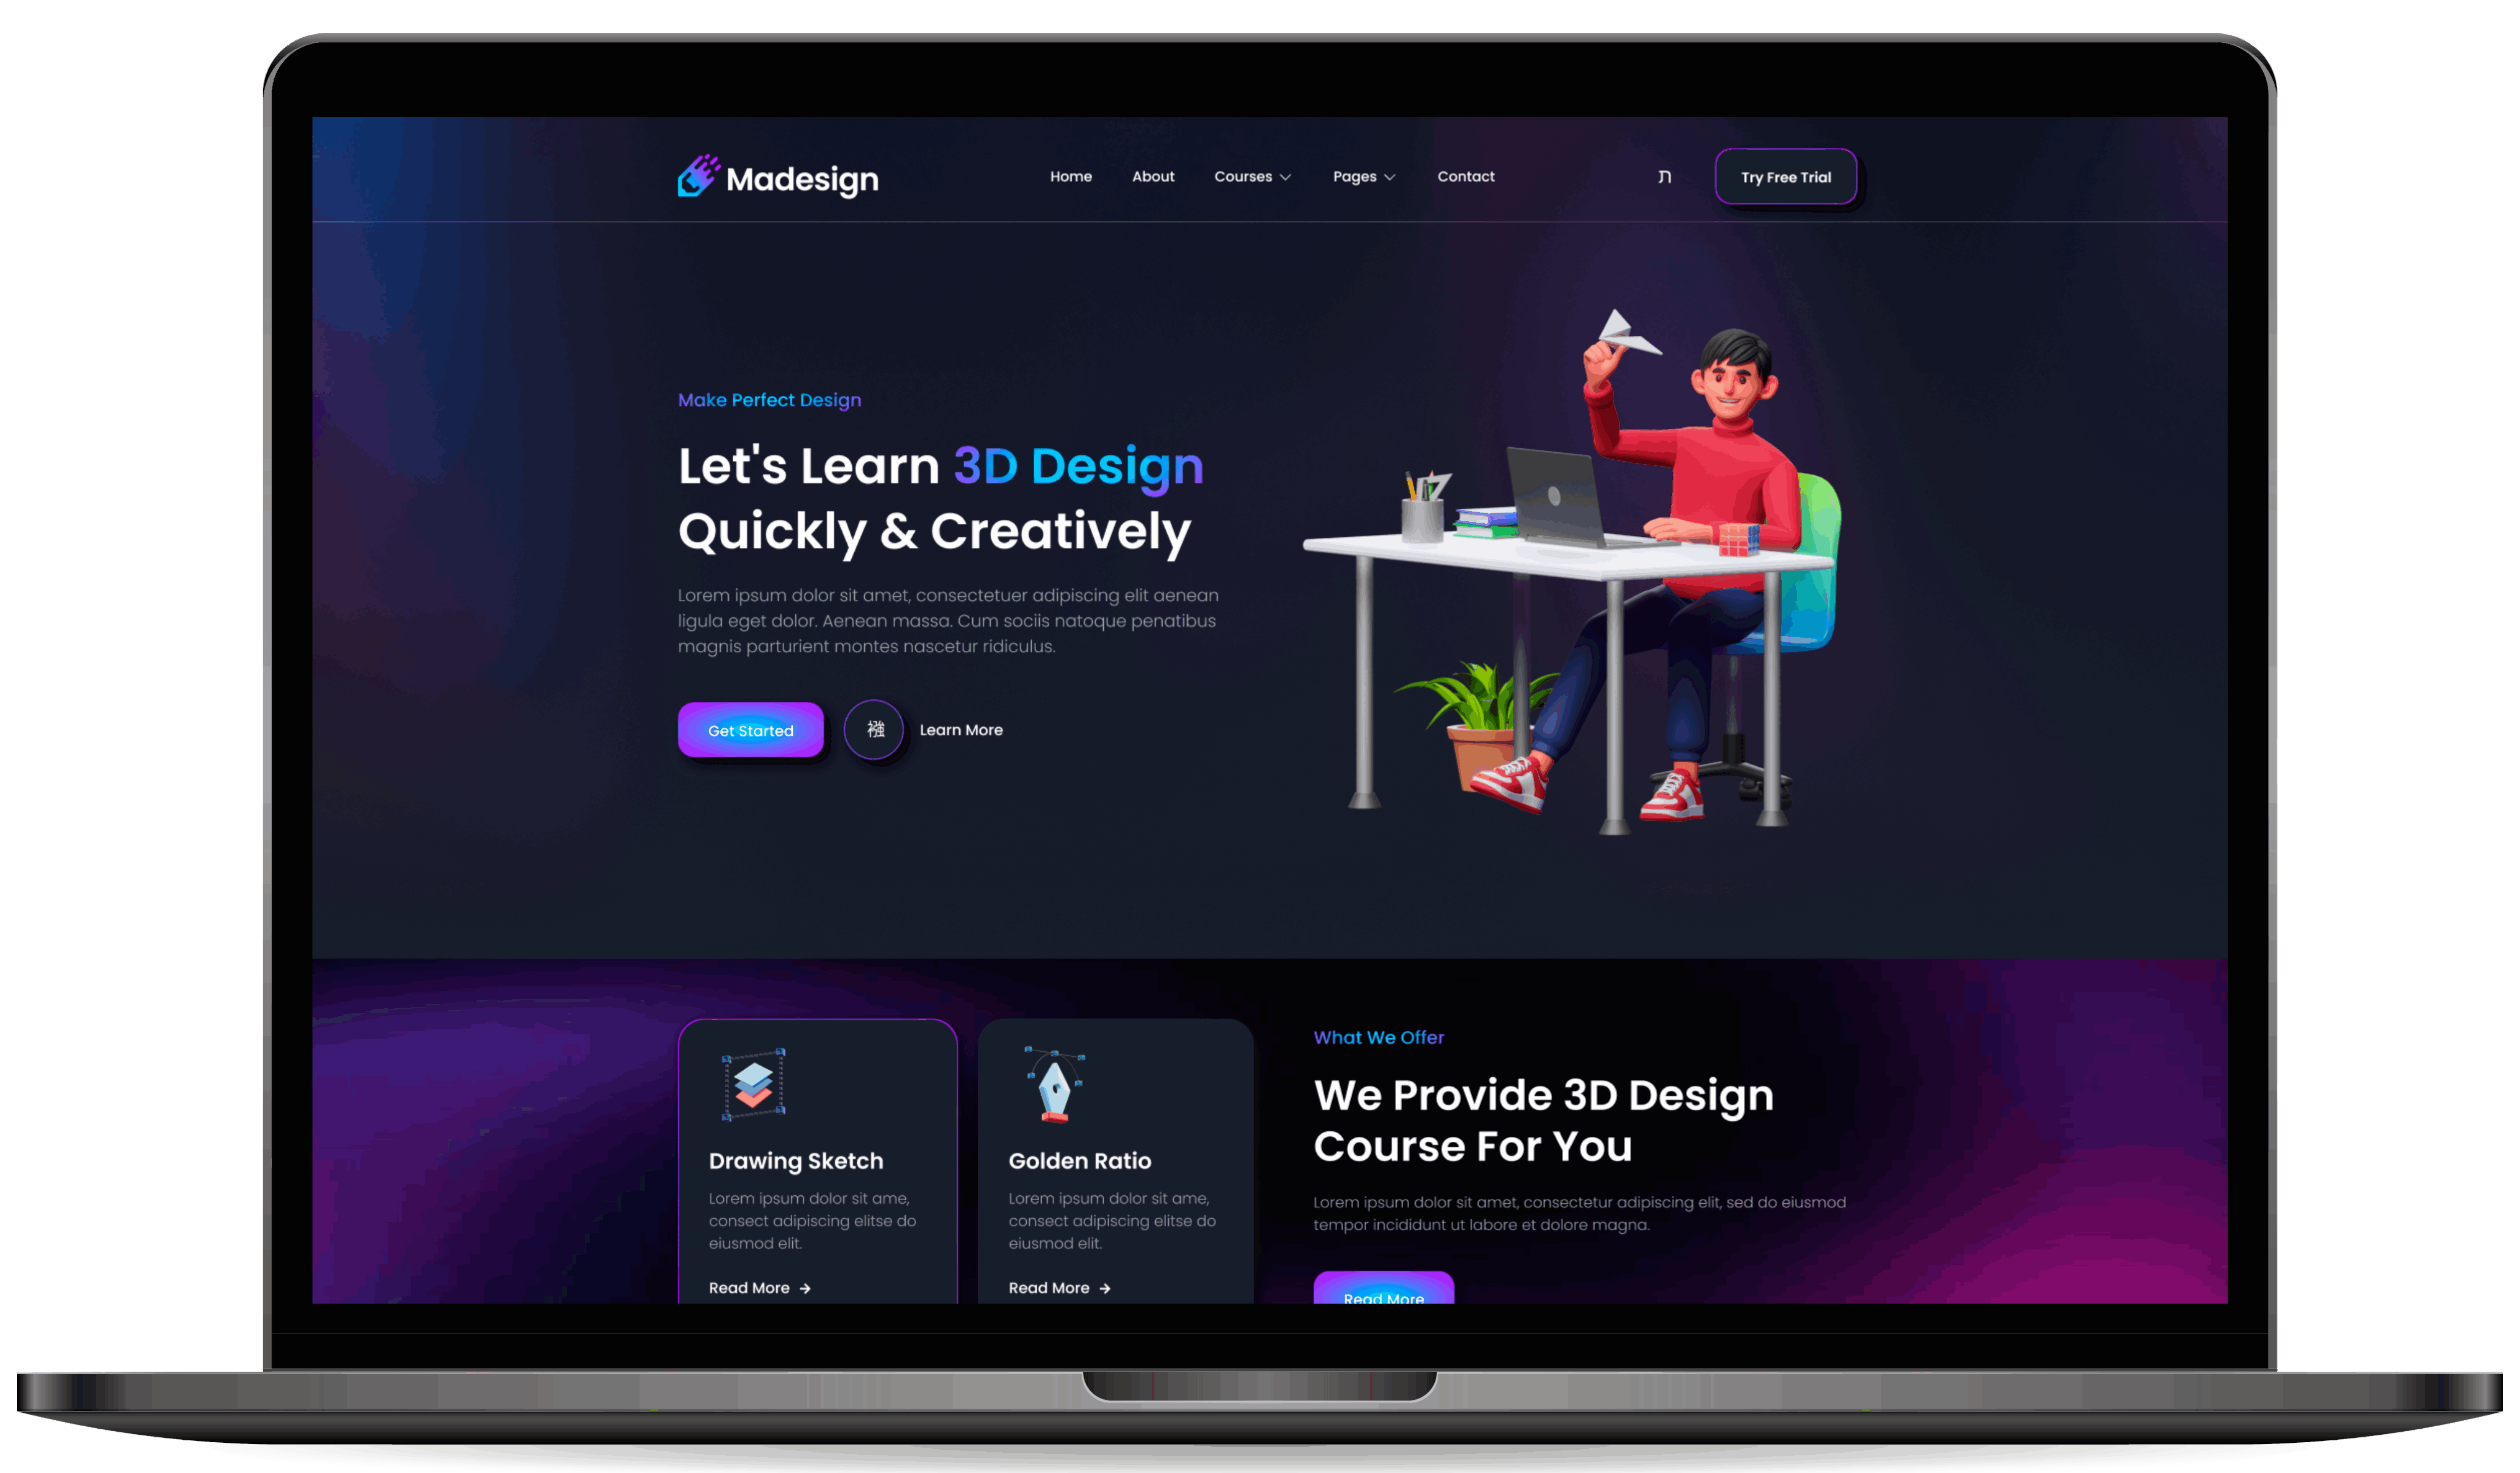 Madesign
Home About Courses Pages Contact
ת
Try Free Trial
Make Perfect Design
Let's Learn 3D Design
Quickly & Creatively
Lorem ipsum dolor sit amet, consectetuer adipiscing elit aenean
ligula eget dolor. Aenean massa. Cum sociis natoque penatibus
magnis parturient montes nascetur ridiculus.
Get Started
Learn More
Drawing Sketch
Lorem ipsum dolor sit ame,
consect adipiscing elitse do
eiusmod elit.
Read More
Golden Ratio
Lorem ipsum dolor sit ame,
consect adipiscing elitse do
eiusmod elit.
Read More
What We Offer
We Provide 3D Design
Course For You
Lorem ipsum dolor sit amet, consectetur adipiscing elit, sed do eiusmod
tempor incididunt ut labore et dolore magna.
Read More